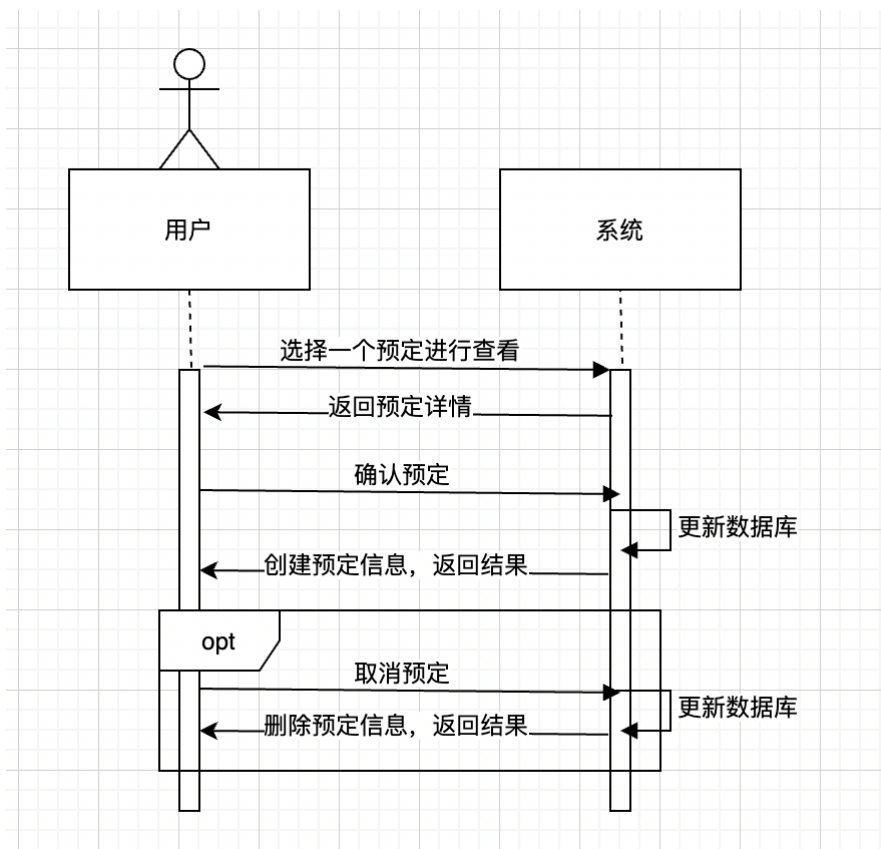 用户
系统
选择一个预定进行查看
返回预定详情
确认预定
更新数据库
创建预定信息，返回结果
opt
取消预定
更新数据库
删除预定信息，返回结果